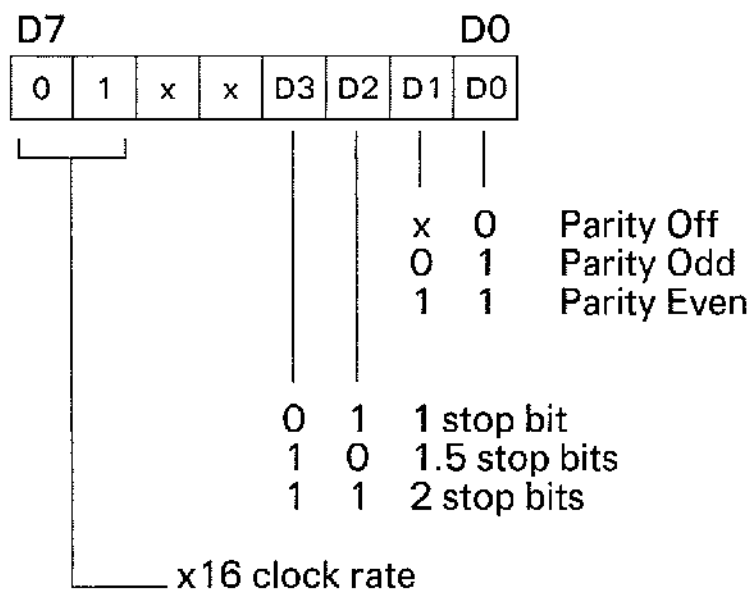 D7 D0
0 1 x x D3 D2 D1 D0
x 0 Parity Off
0 1 Parity Odd
1 1 Parity Even
0 1 1 stop bit
1 0 1.5 stop bits
1 1 2 stop bits
x16 clock rate